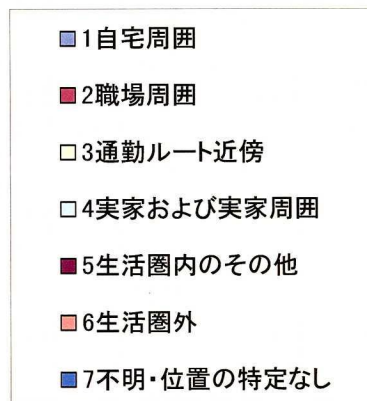 1自宅周囲
2職場周囲
3通勤ルート近傍
4実家および実家周囲
5生活圏内のその他
6生活圏外
7不明・位置の特定なし